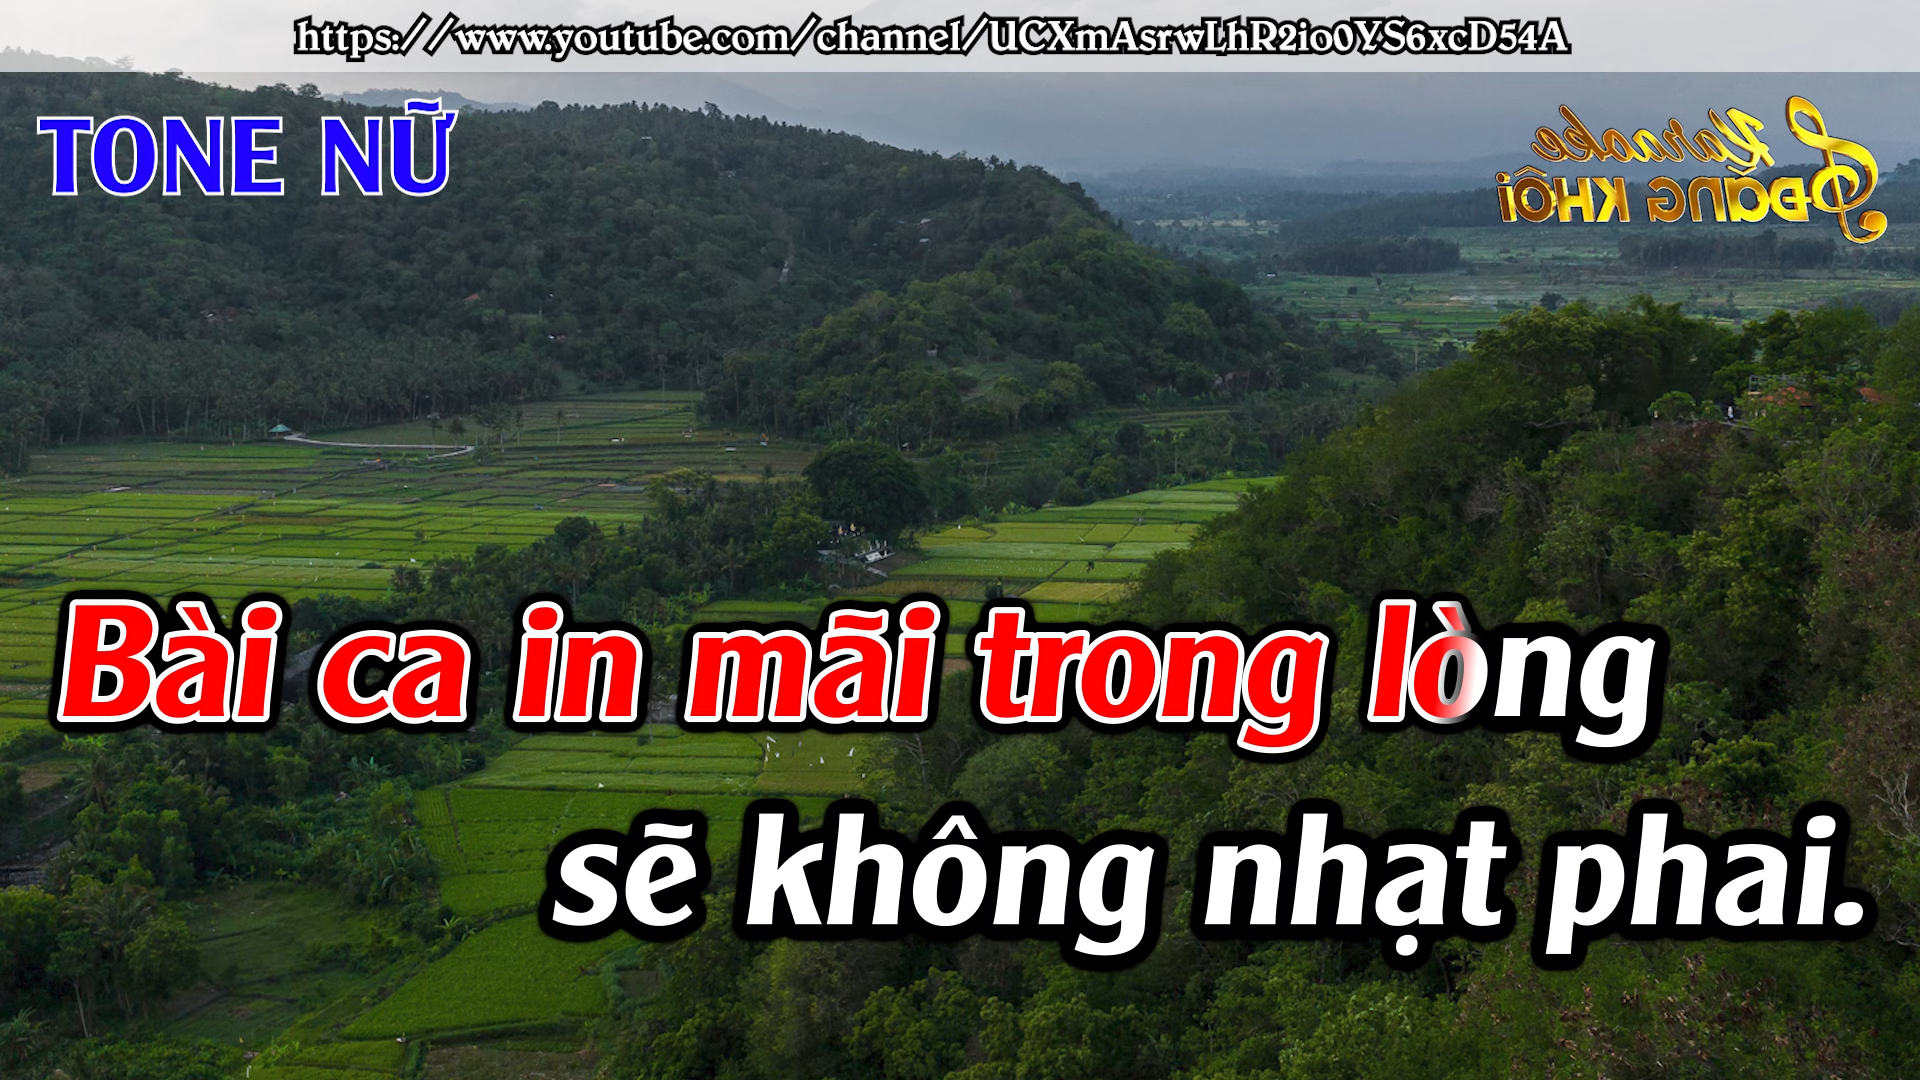 https://www.youtube.com/channel/UCXmAsrwLhR2io0YS6xcD54A
TONE NỮ
Karaoke
ĐĂNG KHÔI
Bài ca in mãi trong lòng
sẽ không nhạt phai.